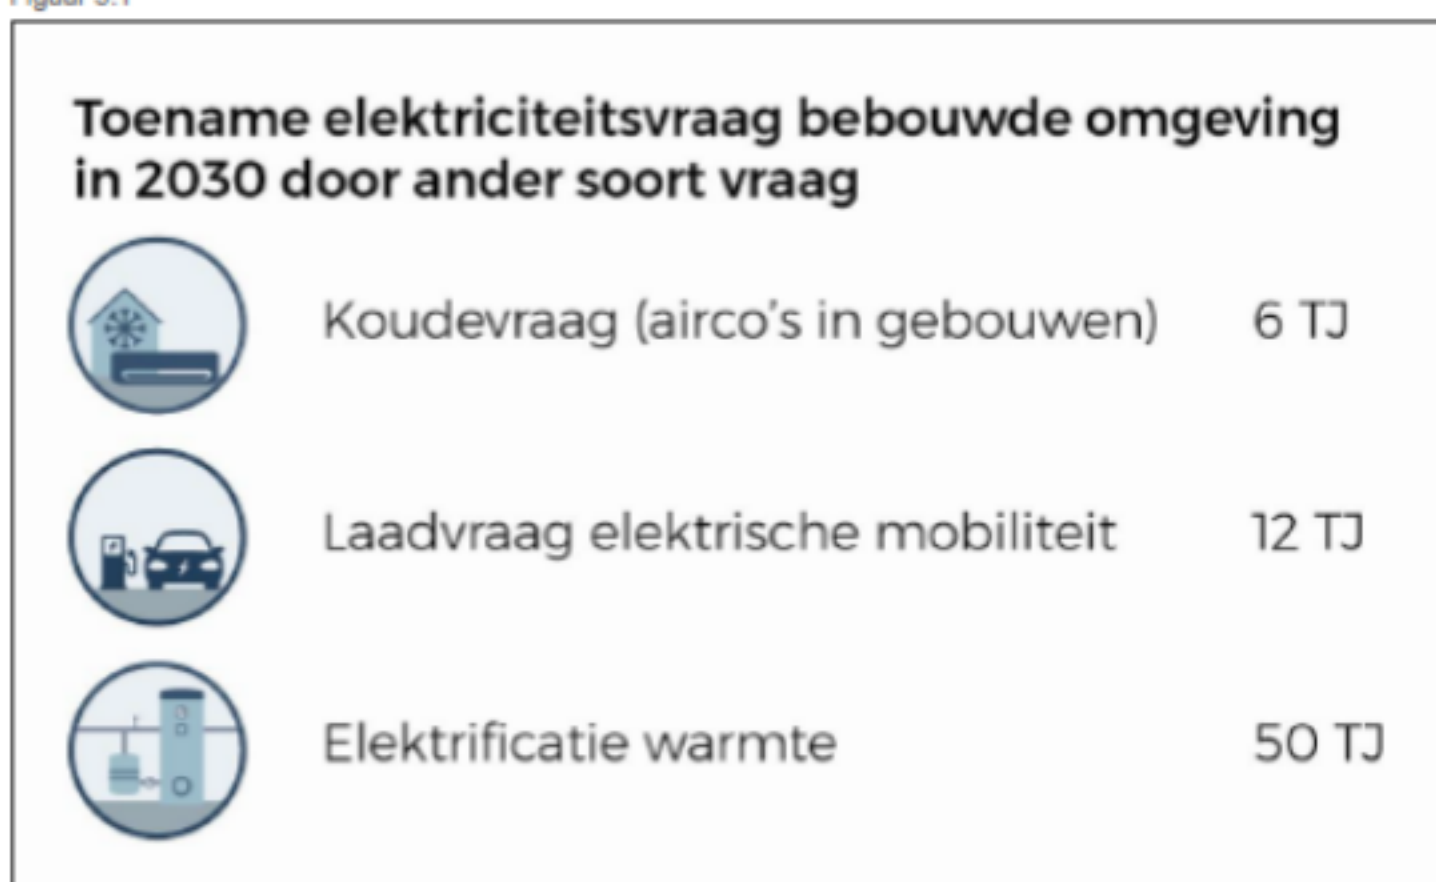 Toename elektriciteitsvraag bebouwde omgeving
in 2030 door ander soort vraag
Koudevraag (airco's in gebouwen) 6 TJ
Laadvraag elektrische mobiliteit 12 TJ
Elektrificatie warmte 50 TJ